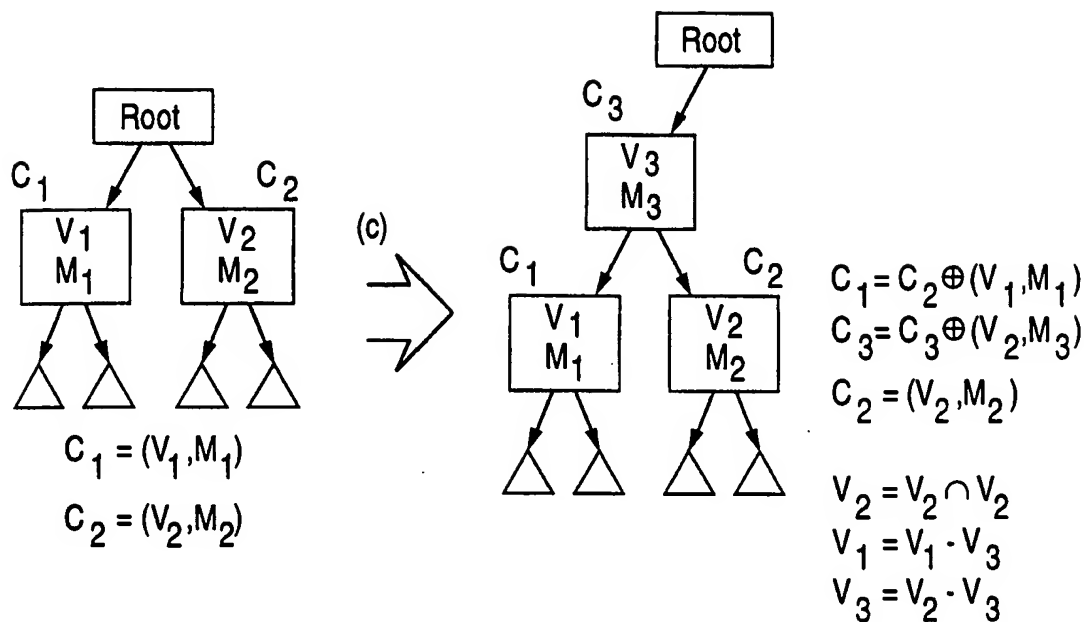 Root
C₁
C₂
V₁
M₁
V₂
M₂
C₁ = (V₁,M₁)
C₂ = (V₂,M₂)
(c)
Root
C₃
V₃
M₃
C₁
C₂
V₁
M₁
V₂
M₂
C₁ = C₂⊕(V₁,M₁)
C₃ = C₃⊕(V₂,M₃)
C₂ = (V₂,M₂)
V₂ = V₂ ∩ V₂
V₁ = V₁ - V₃
V₃ = V₂ - V₃